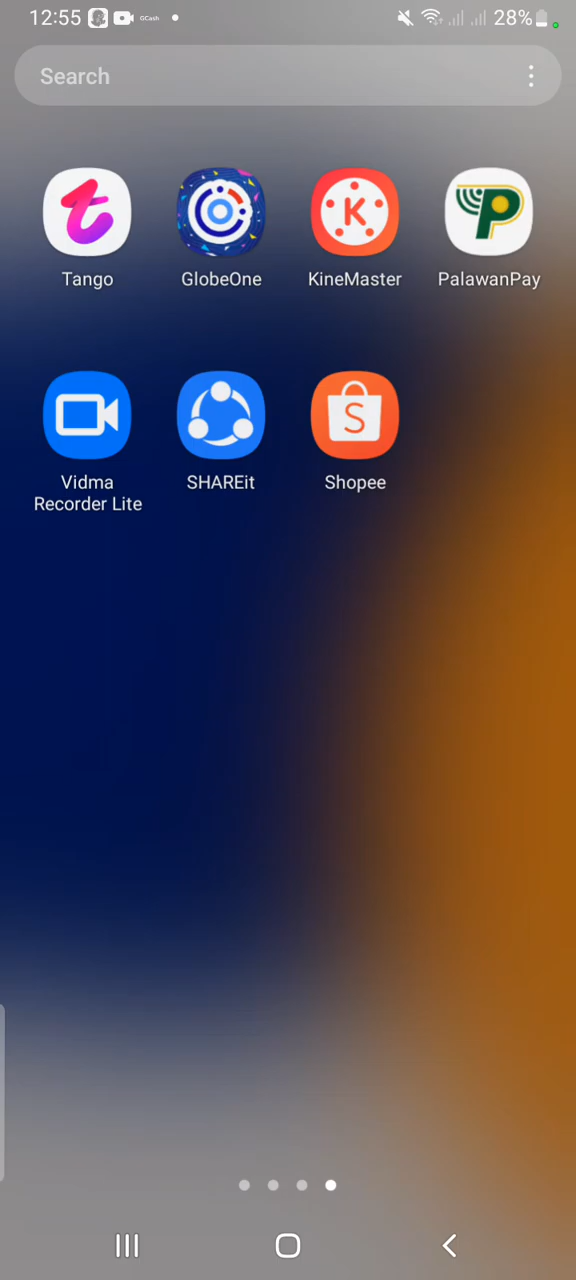 12:55 GCash 28%
Search
Tango GlobeOne KineMaster PalawanPay
Vidma SHAREit Shopee
Recorder Lite